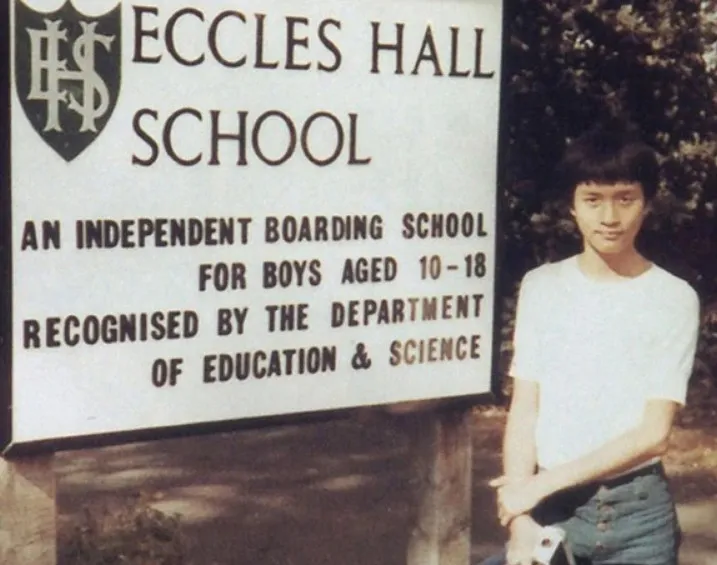 EHS
ECCLES HALL
SCHOOL
AN INDEPENDENT BOARDING SCHOOL
FOR BOYS AGED 10-18
RECOGNISED BY THE DEPARTMENT
OF EDUCATION & SCIENCE